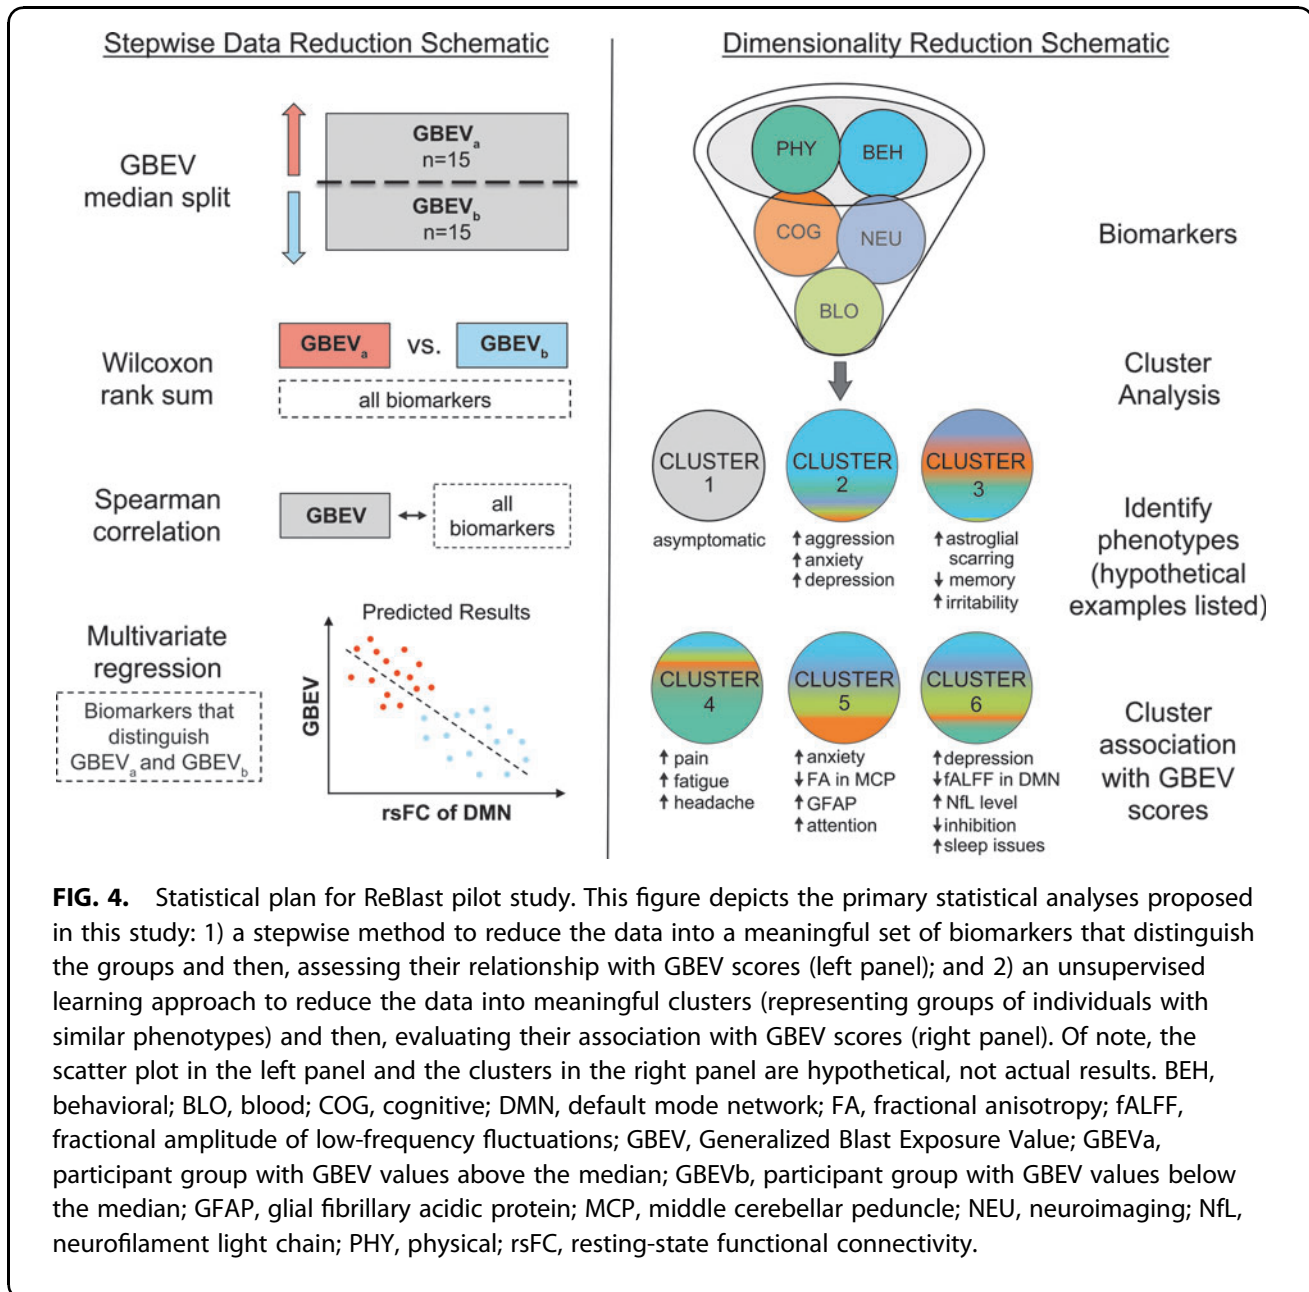 Stepwise Data Reduction Schematic
GBEV
median split
GBEVa
n=15
GBEVb
n=15
Wilcoxon
rank sum
GBEVa vs. GBEVb
all biomarkers
Spearman
correlation
GBEV
all
biomarkers
Multivariate
regression
Biomarkers that
distinguish
GBEVa and GBEVb
Predicted Results
GBEV
rsFC of DMN
Dimensionality Reduction Schematic
PHY
BEH
COG
NEU
BLO
Biomarkers
Cluster
Analysis
CLUSTER
1
asymptomatic
CLUSTER
2
↑ aggression
↑ anxiety
↑ depression
CLUSTER
3
↑ astroglial
scarring
↓ memory
↑ irritability
Identify
phenotypes
(hypothetical
examples listed)
CLUSTER
4
↑ pain
↑ fatigue
↑ headache
CLUSTER
5
↑ anxiety
↓ FA in MCP
↑ GFAP
↑ attention
CLUSTER
6
↑ depression
↓ fALFF in DMN
↑ NfL level
↓ inhibition
↑ sleep issues
Cluster
association
with GBEV
scores
FIG. 4. Statistical plan for ReBlast pilot study. This figure depicts the primary statistical analyses proposed
in this study: 1) a stepwise method to reduce the data into a meaningful set of biomarkers that distinguish
the groups and then, assessing their relationship with GBEV scores (left panel); and 2) an unsupervised
learning approach to reduce the data into meaningful clusters (representing groups of individuals with
similar phenotypes) and then, evaluating their association with GBEV scores (right panel). Of note, the
scatter plot in the left panel and the clusters in the right panel are hypothetical, not actual results. BEH,
behavioral; BLO, blood; COG, cognitive; DMN, default mode network; FA, fractional anisotropy; fALFF,
fractional amplitude of low-frequency fluctuations; GBEV, Generalized Blast Exposure Value; GBEVa,
participant group with GBEV values above the median; GBEVb, participant group with GBEV values below
the median; GFAP, glial fibrillary acidic protein; MCP, middle cerebellar peduncle; NEU, neuroimaging; NfL,
neurofilament light chain; PHY, physical; rsFC, resting-state functional connectivity.